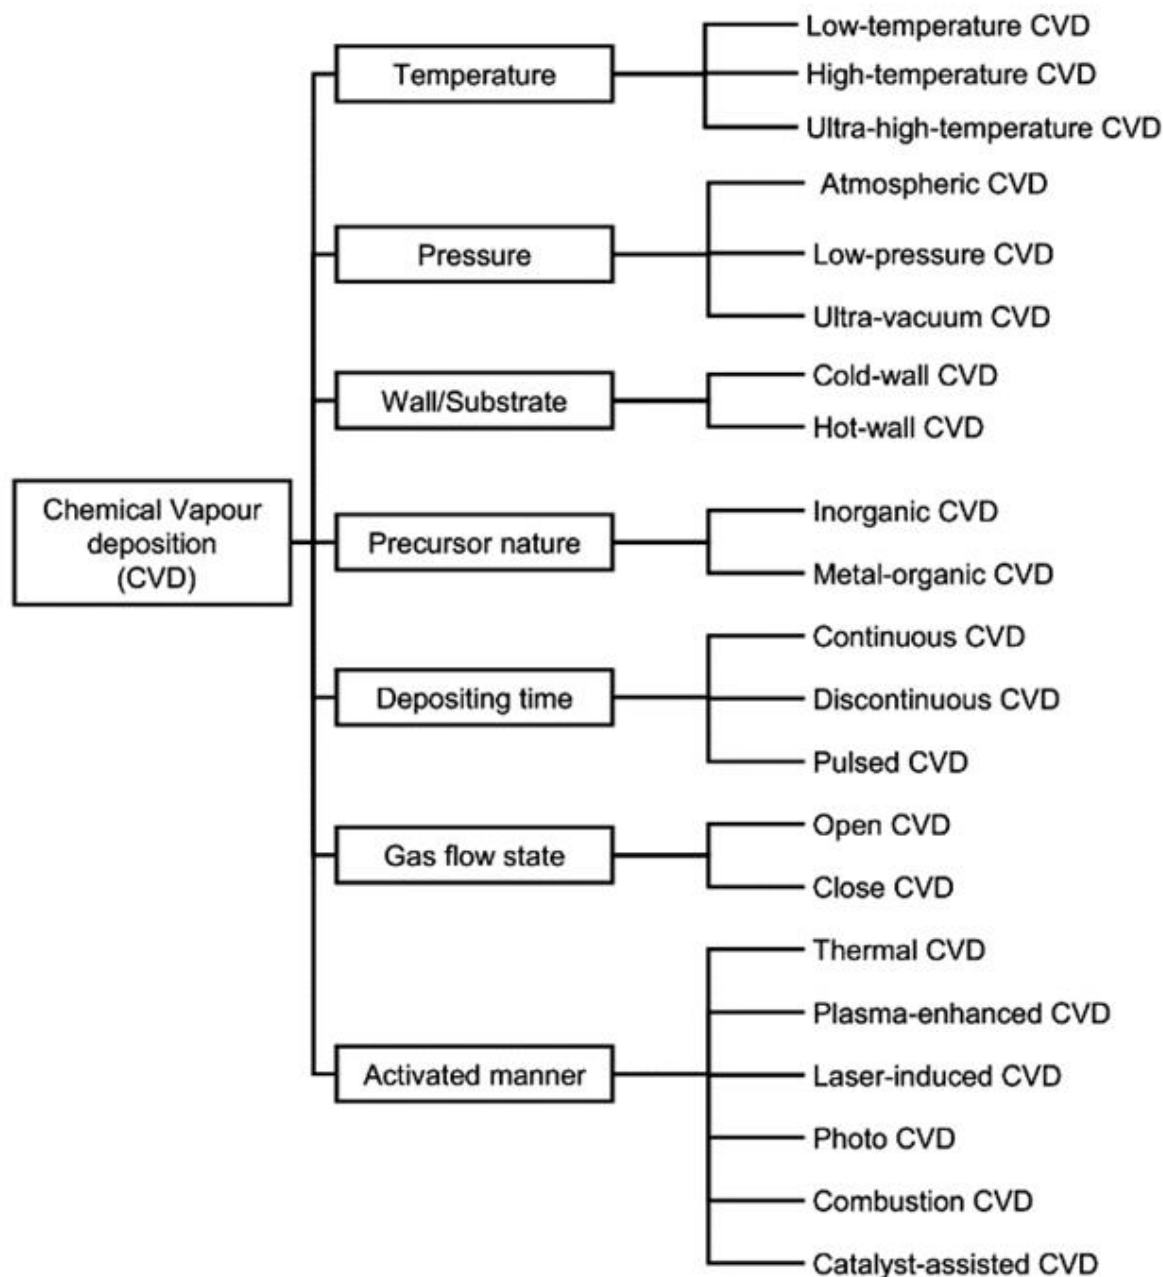 Chemical Vapour
deposition
(CVD)
Temperature
Low-temperature CVD
High-temperature CVD
Ultra-high-temperature CVD
Pressure
Atmospheric CVD
Low-pressure CVD
Ultra-vacuum CVD
Wall/Substrate
Cold-wall CVD
Hot-wall CVD
Precursor nature
Inorganic CVD
Metal-organic CVD
Depositing time
Continuous CVD
Discontinuous CVD
Pulsed CVD
Gas flow state
Open CVD
Close CVD
Activated manner
Thermal CVD
Plasma-enhanced CVD
Laser-induced CVD
Photo CVD
Combustion CVD
Catalyst-assisted CVD